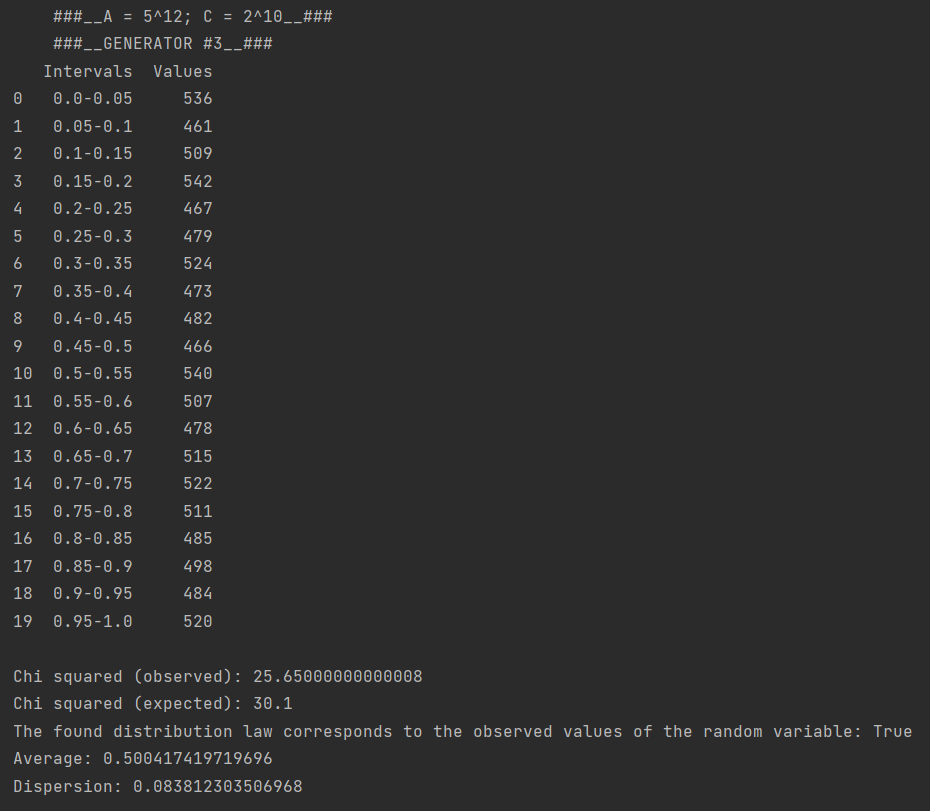 ###__A = 5^12; C = 2^10__###
###__GENERATOR #3__###
Intervals Values
0 0.0-0.05 536
1 0.05-0.1 461
2 0.1-0.15 509
3 0.15-0.2 542
4 0.2-0.25 467
5 0.25-0.3 479
6 0.3-0.35 524
7 0.35-0.4 473
8 0.4-0.45 482
9 0.45-0.5 466
10 0.5-0.55 540
11 0.55-0.6 507
12 0.6-0.65 478
13 0.65-0.7 515
14 0.7-0.75 522
15 0.75-0.8 511
16 0.8-0.85 485
17 0.85-0.9 498
18 0.9-0.95 484
19 0.95-1.0 520
Chi squared (observed): 25.65000000000008
Chi squared (expected): 30.1
The found distribution law corresponds to the observed values of the random variable: True
Average: 0.500417419719696
Dispersion: 0.083812303506968